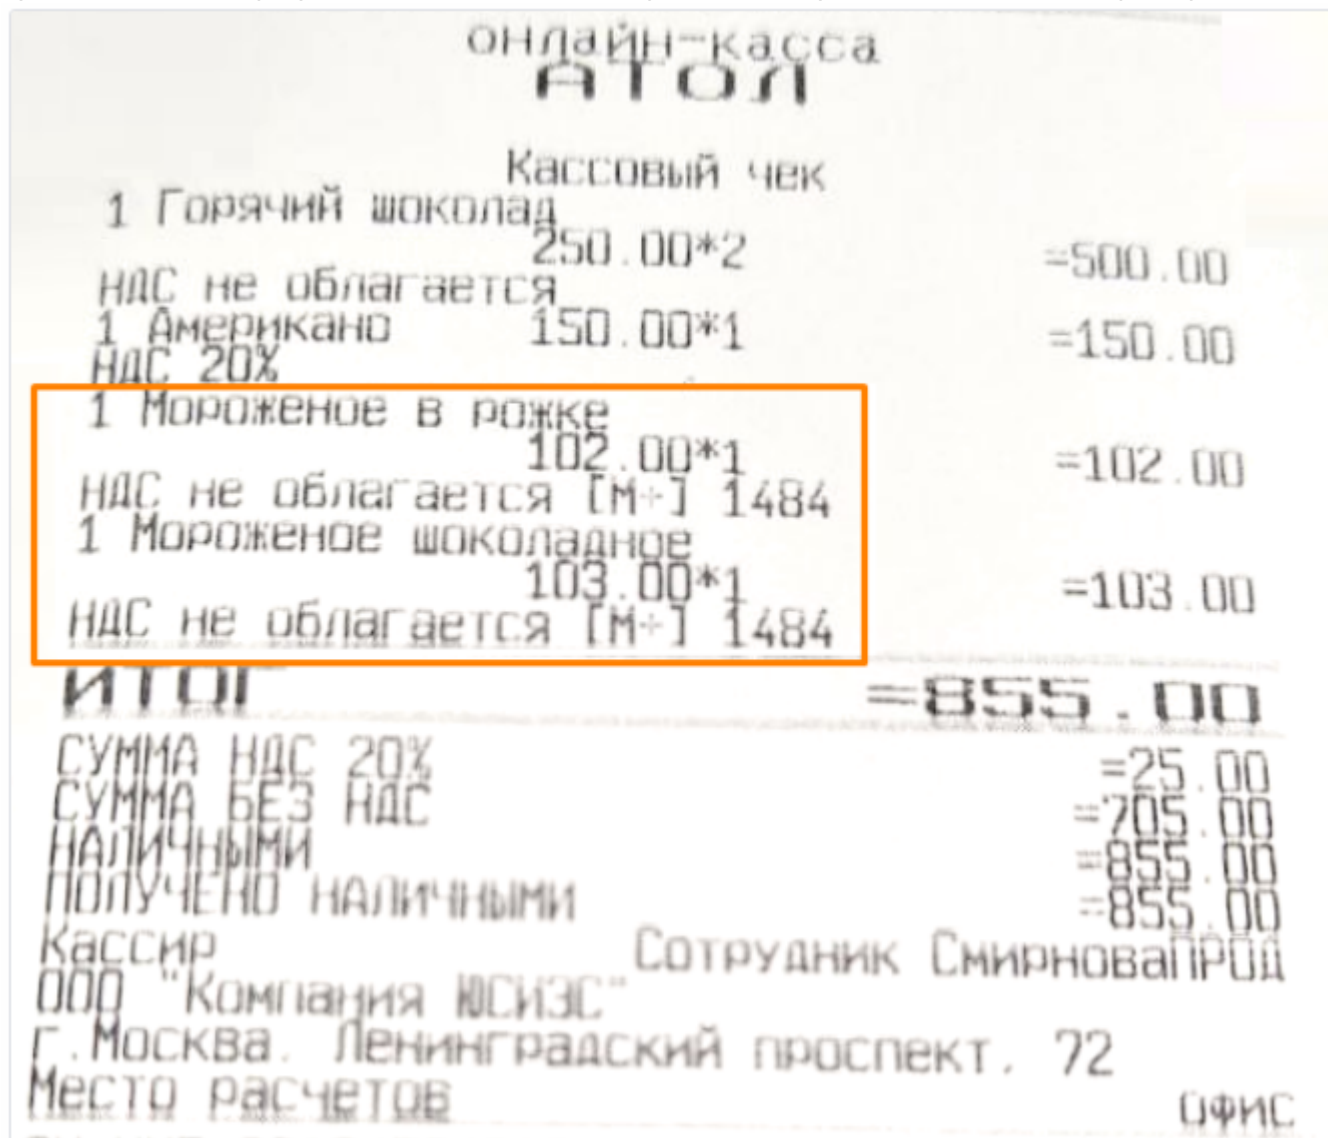 онлайн-касса
АТОЛ
Кассовый чек
1 Горячий шоколад
250.00*2 =500.00
НДС не облагается
1 Американо 150.00*1 =150.00
НДС 20%
1 Мороженое в рожке
102.00*1 =102.00
НДС не облагается [М+] 1484
1 Мороженое шоколадное
103.00*1 =103.00
НДС не облагается [М+] 1484
ИТОГ =855.00
СУММА НДС 20% =25.00
СУММА БЕЗ НДС =705.00
НАЛИЧНЫМИ =855.00
ПОЛУЧЕНО НАЛИЧНЫМИ =855.00
Кассир Сотрудник СмирноваПРОД
ООО "Компания ЮСИЭС"
г.Москва. Ленинградский проспект. 72
Место расчетов ОФИС